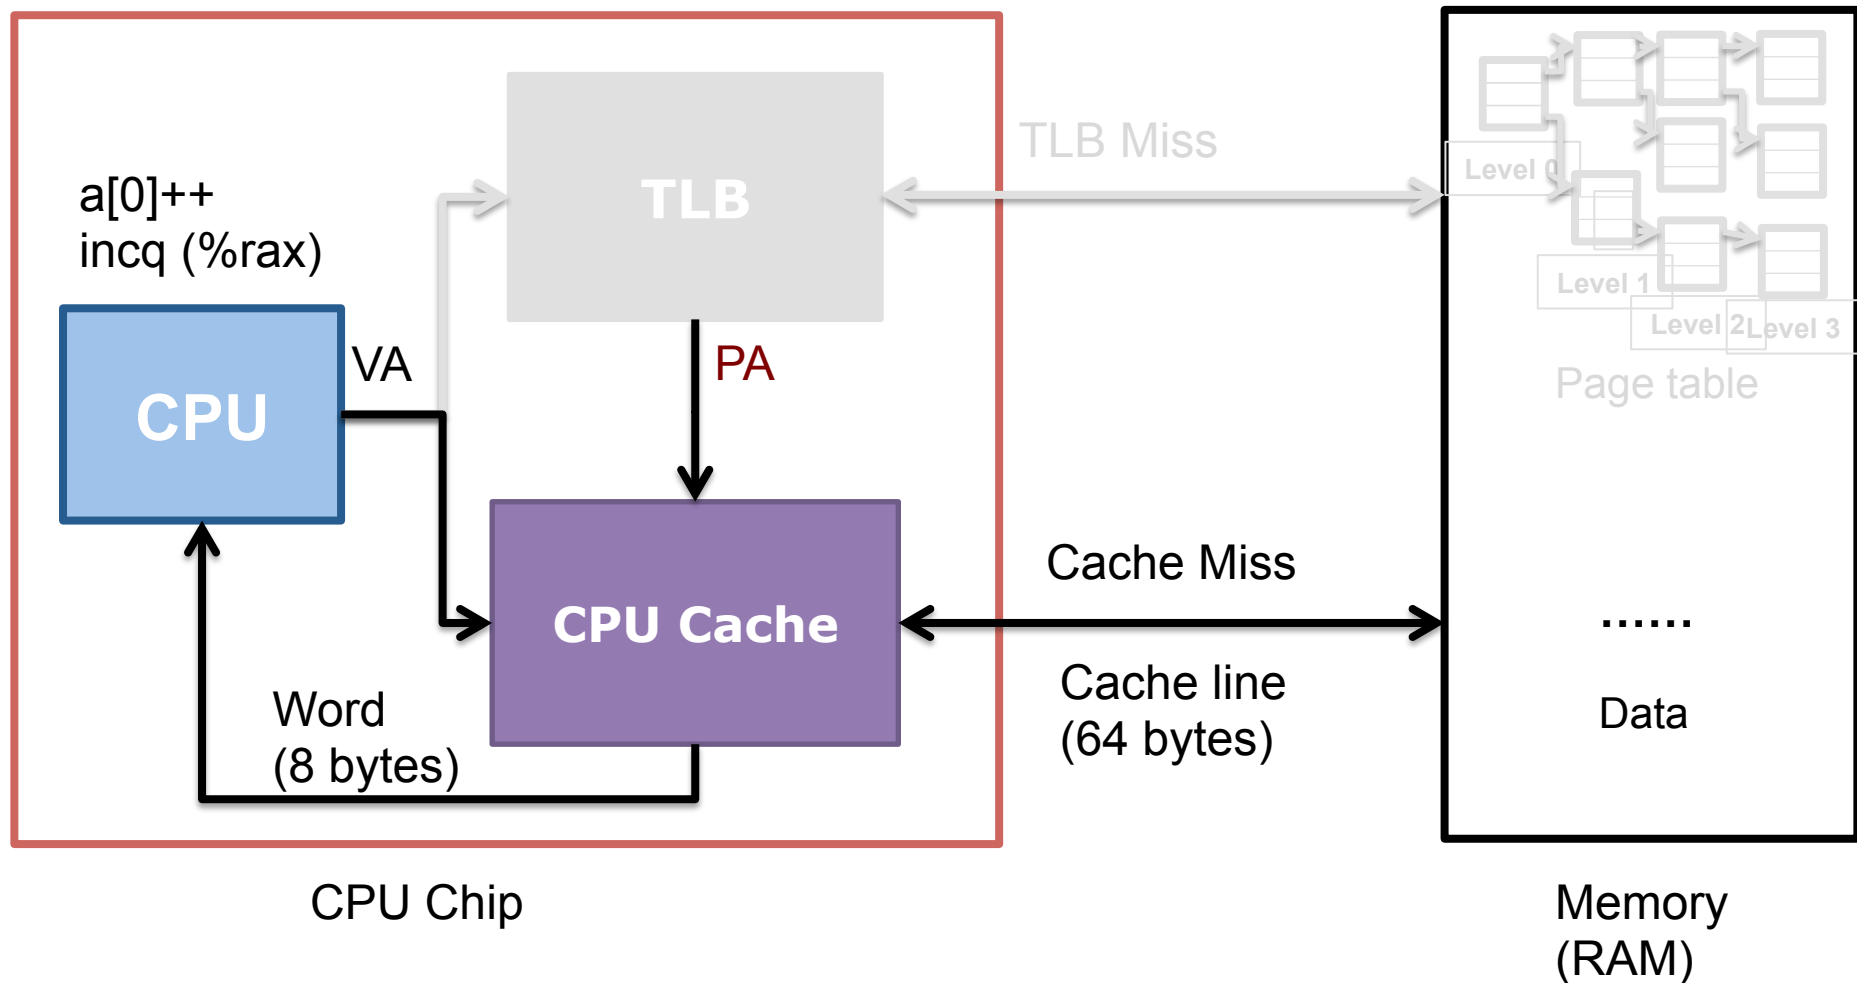 a[0]++
incq (%rax)
CPU
VA
TLB
PA
CPU Cache
Word
(8 bytes)
CPU Chip
TLB Miss
Cache Miss
Cache line
(64 bytes)
Level 0
Level 1
Level 2
Level 3
Page table
......
Data
Memory
(RAM)